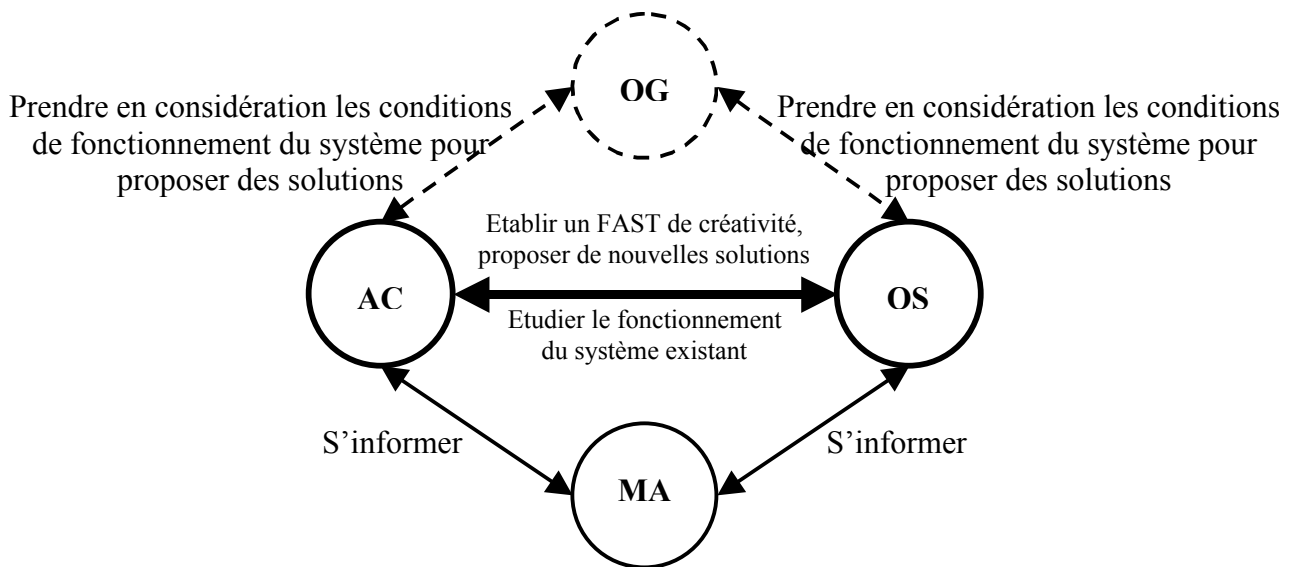 OG
Prendre en considération les conditions
de fonctionnement du système pour
proposer des solutions
Prendre en considération les conditions
de fonctionnement du système pour
proposer des solutions
Etablir un FAST de créativité,
proposer de nouvelles solutions
AC
OS
Etudier le fonctionnement
du système existant
S’informer
S’informer
MA